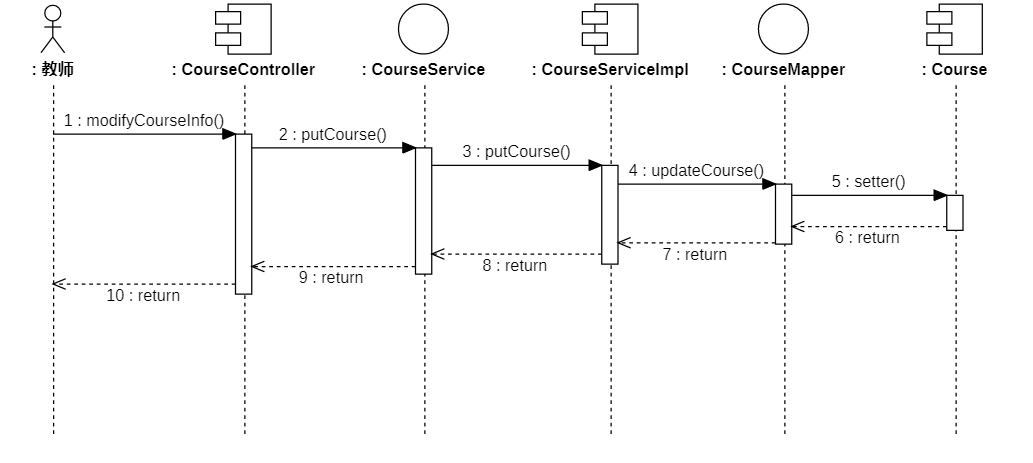 : 教师
: CourseController
: CourseService
: CourseServiceImpl
: CourseMapper
: Course
1 : modifyCourseInfo()
2 : putCourse()
3 : putCourse()
4 : updateCourse()
5 : setter()
6 : return
7 : return
8 : return
9 : return
10 : return